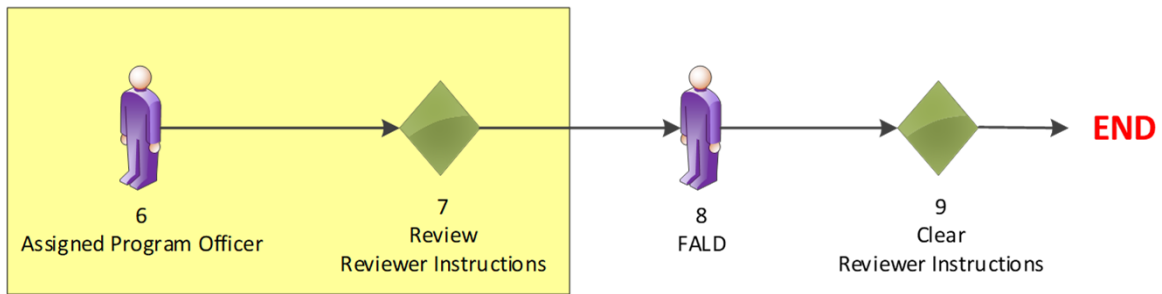 6
Assigned Program Officer
7
Review
Reviewer Instructions
8
FALD
9
Clear
Reviewer Instructions
END